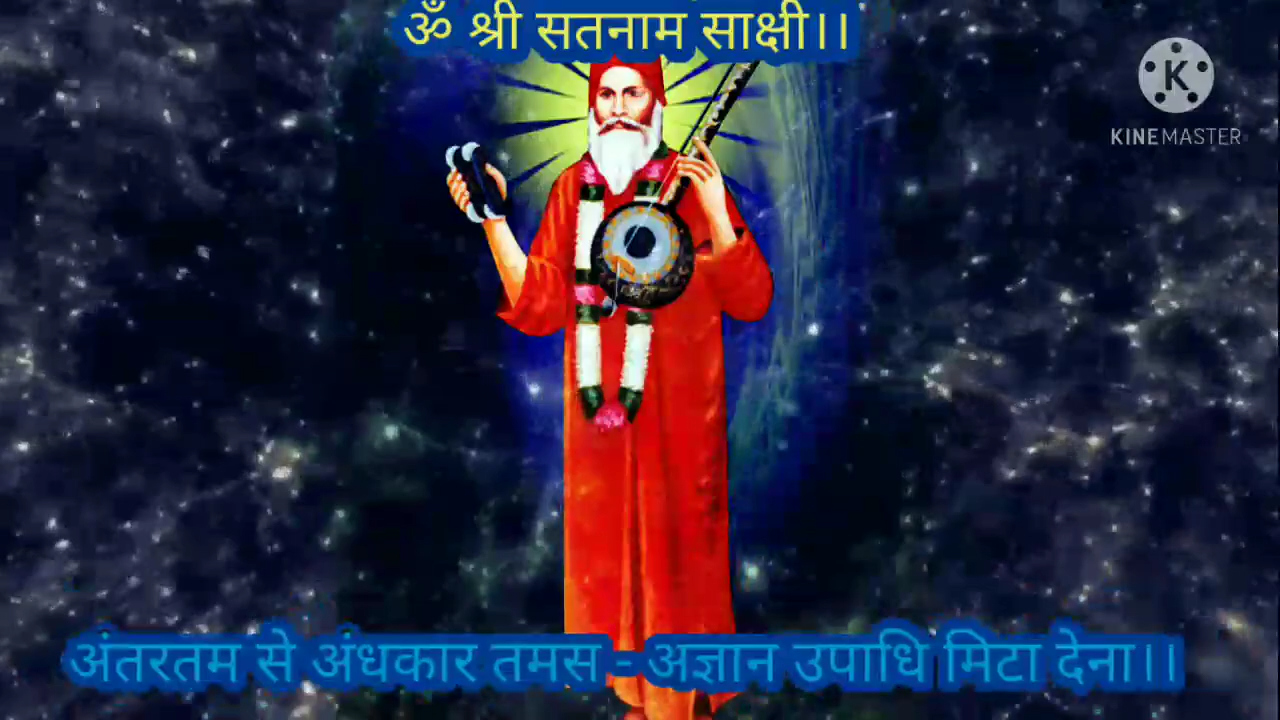 ॐ श्री सतनाम साक्षी।।
KINEMASTER
अंतरतम से अंधकार तमस - अज्ञान उपाधि मिटा देना।।